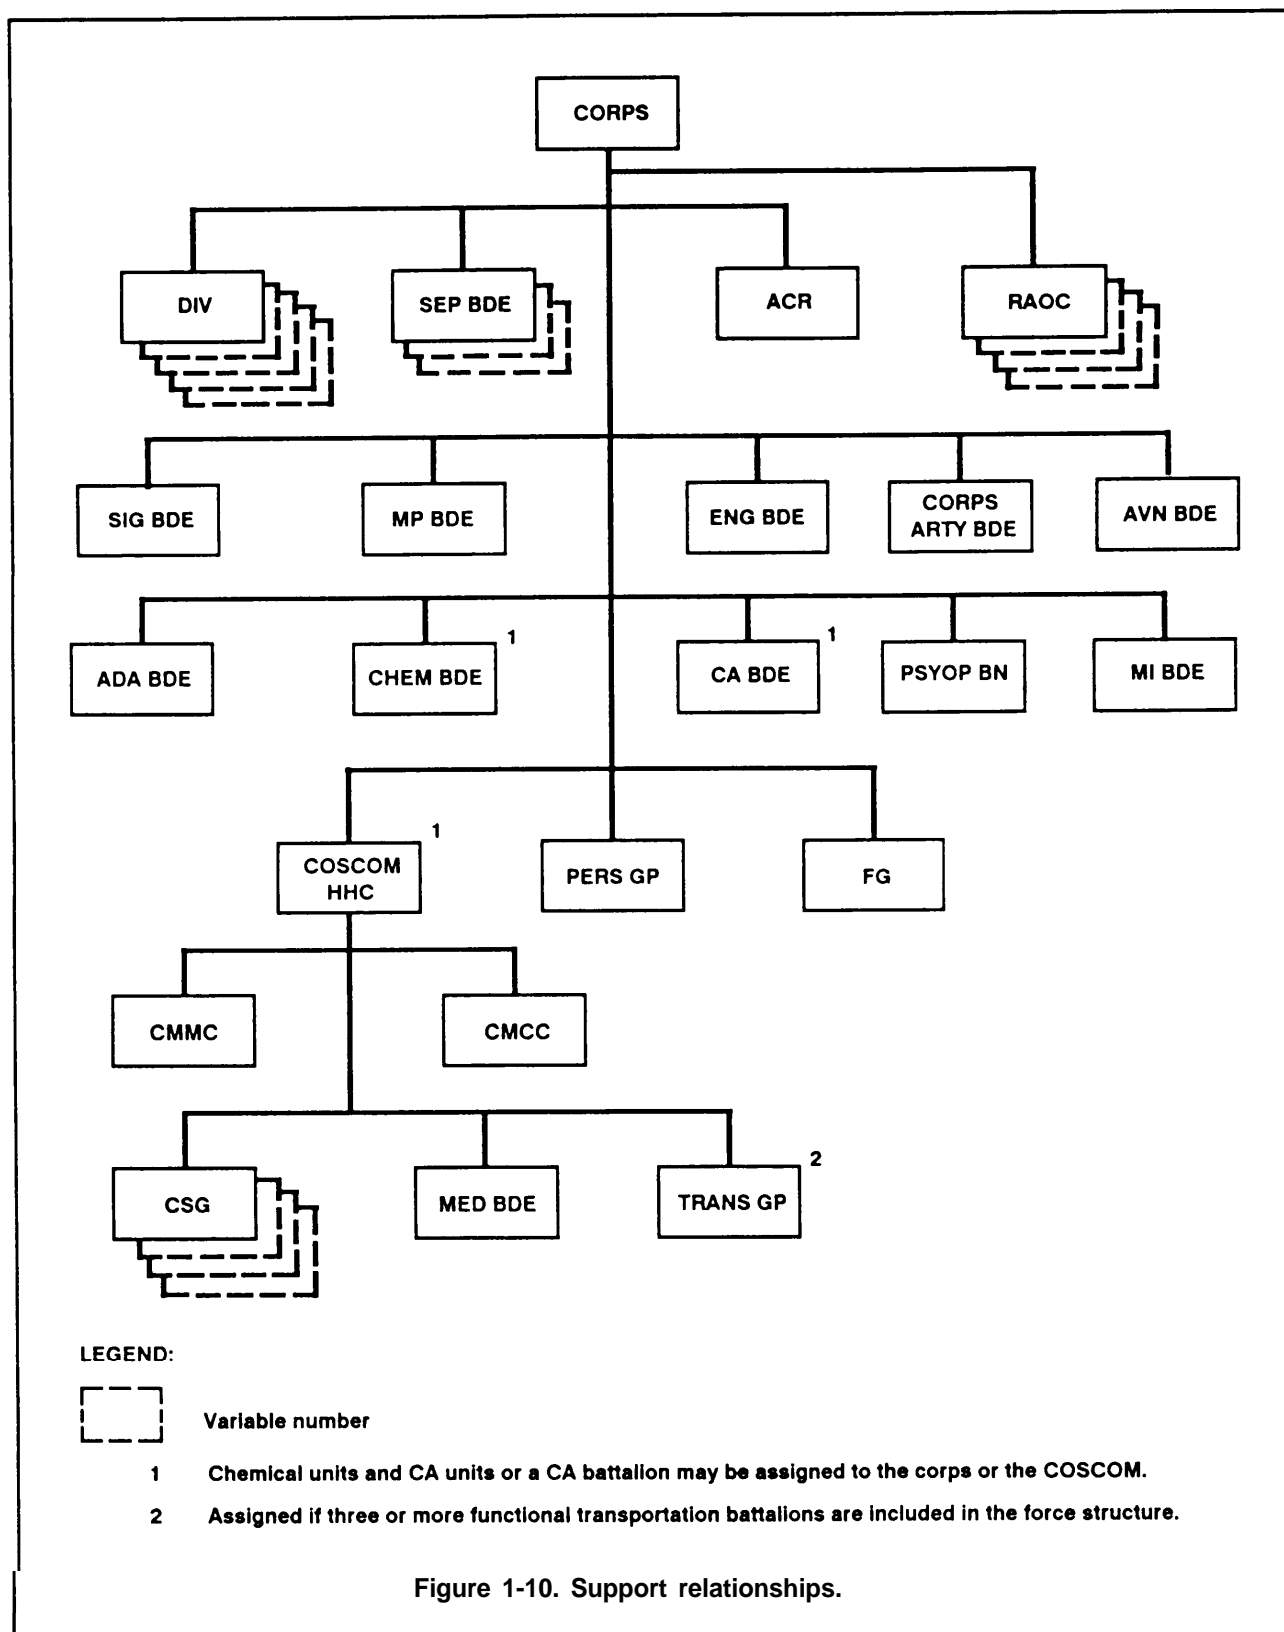 CORPS
DIV
SEP BDE
ACR
RAOC
SIG BDE
MP BDE
ENG BDE
CORPS
ARTY BDE
AVN BDE
ADA BDE
CHEM BDE
1
CA BDE
1
PSYOP BN
MI BDE
COSCOM
HHC
1
PERS GP
FG
CMMC
CMCC
CSG
MED BDE
TRANS GP
2
LEGEND:
Variable number
1 Chemical units and CA units or a CA battalion may be assigned to the corps or the COSCOM.
2 Assigned if three or more functional transportation battalions are included in the force structure.
Figure 1-10. Support relationships.